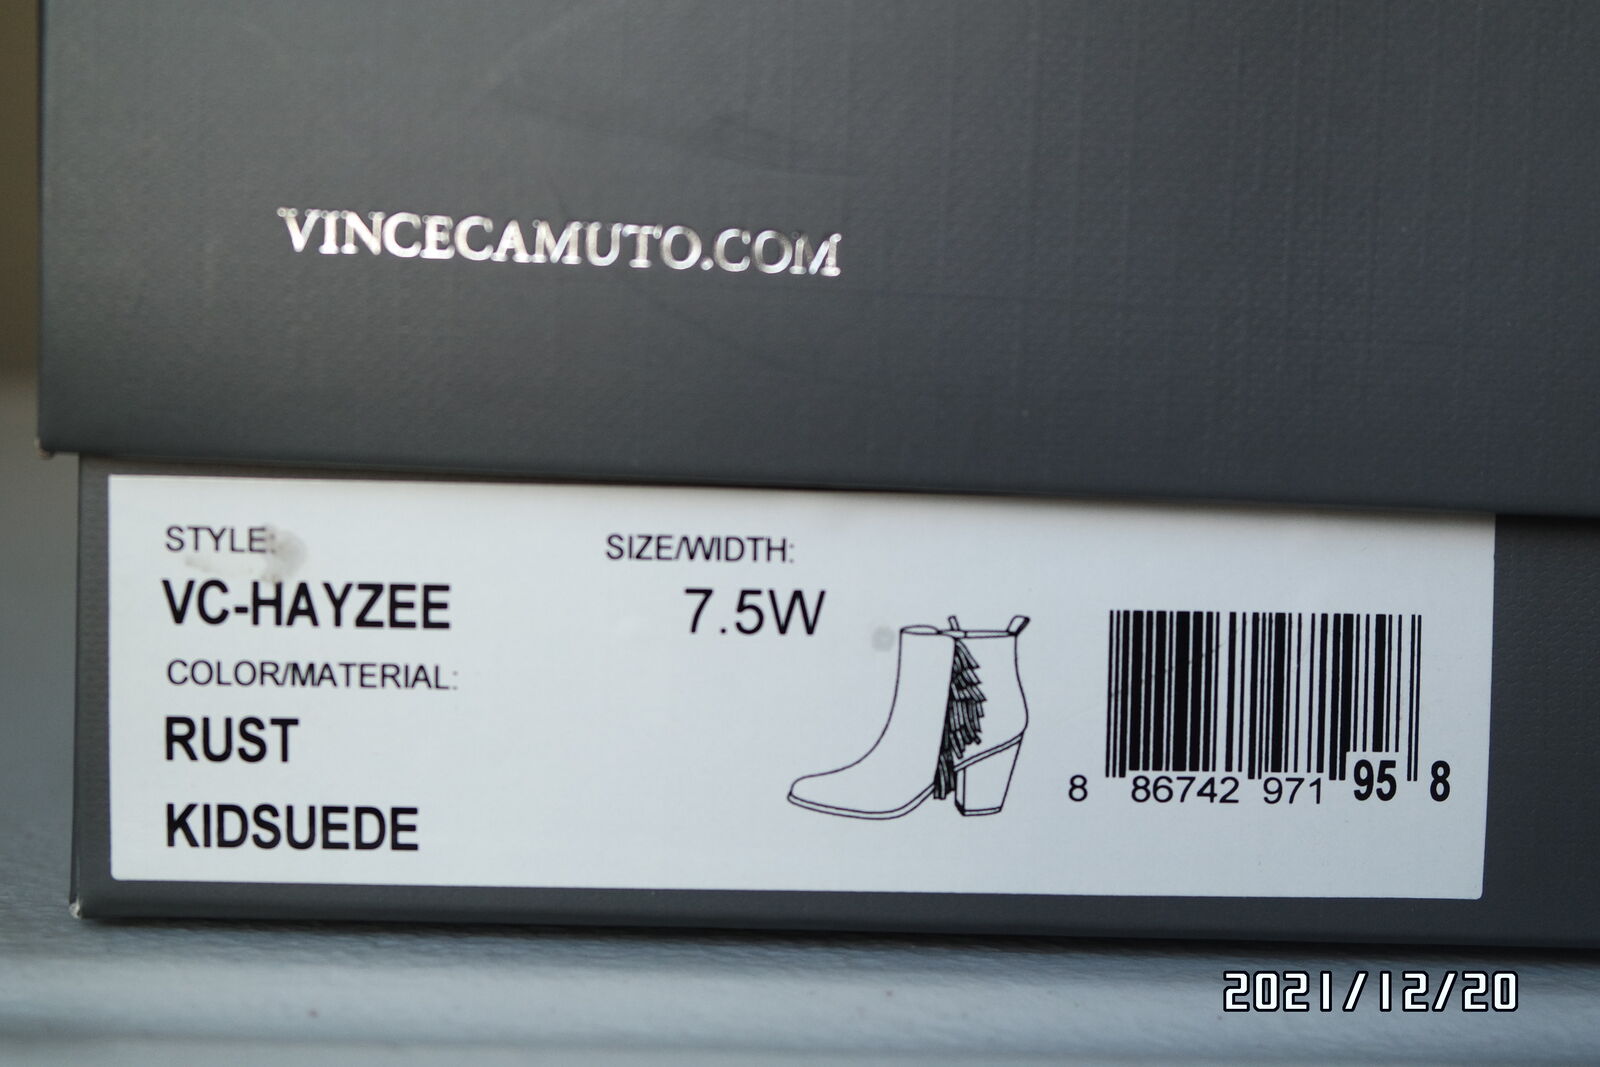 VINCECAMUTO.COM
STYLE:
VC-HAYZEE
SIZE/WIDTH:
7.5W
COLOR/MATERIAL:
RUST
KIDSUEDE
8 86742 971 95 8
2021/12/20